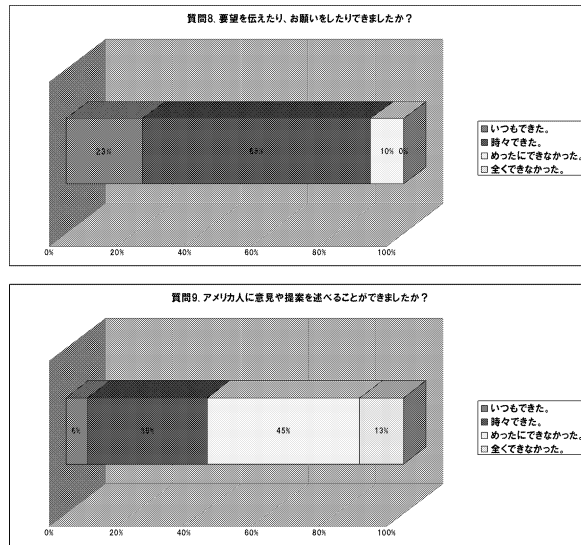 質問8. 要望を伝えたり、お願いをしたりできましたか？
23%
10%
0%
いつもできた。
時々できた。
めったにできなかった。
全くできなかった。
0% 20% 40% 60% 80% 100%
質問9. アメリカ人に意見や提案を述べることができましたか？
6%
45%
13%
いつもできた。
時々できた。
めったにできなかった。
全くできなかった。
0% 20% 40% 60% 80% 100%